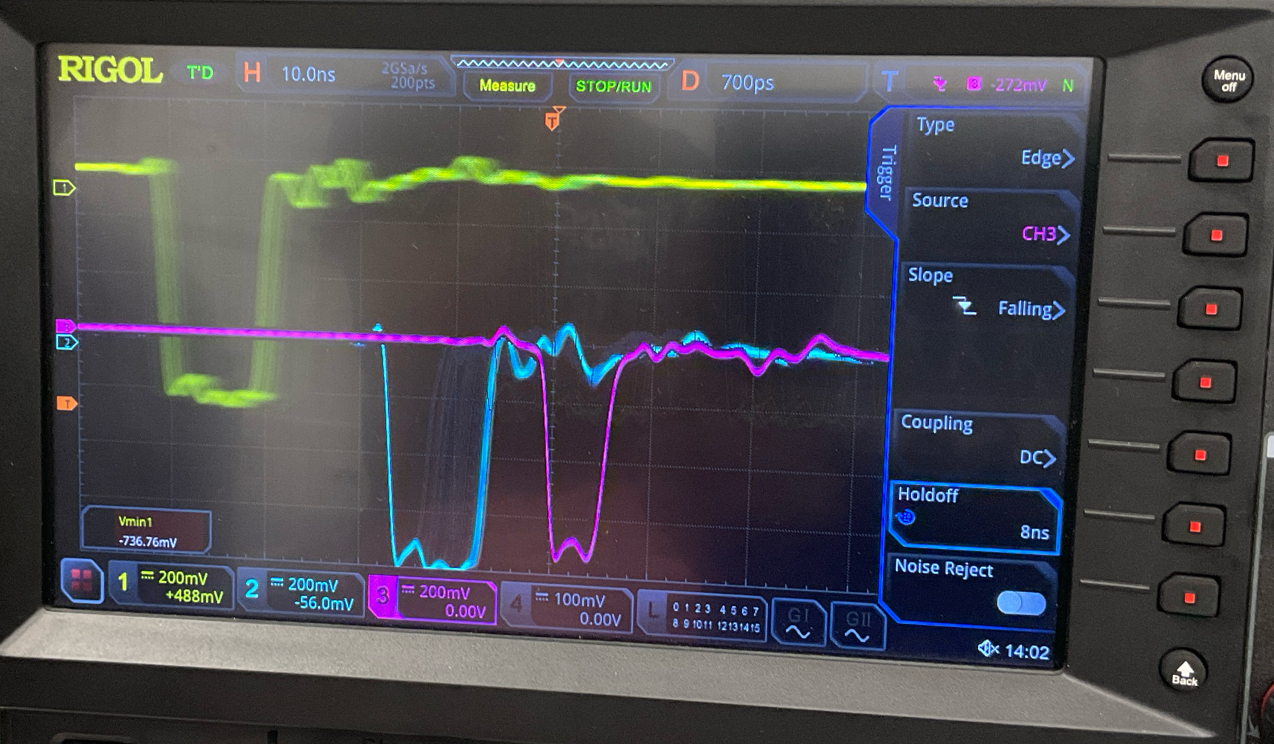 RIGOL T'D H 10.0ns 2GSa/s 200pts Measure STOP/RUN D 700ps T 3 -272mV N
Menu off
T
Trigger
Type
Edge
Source
CH3
Slope
Falling
Coupling
DC
Holdoff
8ns
Noise Reject
1
2
T
Vmin1
-736.76mV
1 200mV +488mV
2 200mV -56.0mV
3 200mV 0.00V
4 100mV 0.00V
L 0 1 2 3 4 5 6 7
8 9 10 11 12 13 14 15
GI
GII
14:02
Back